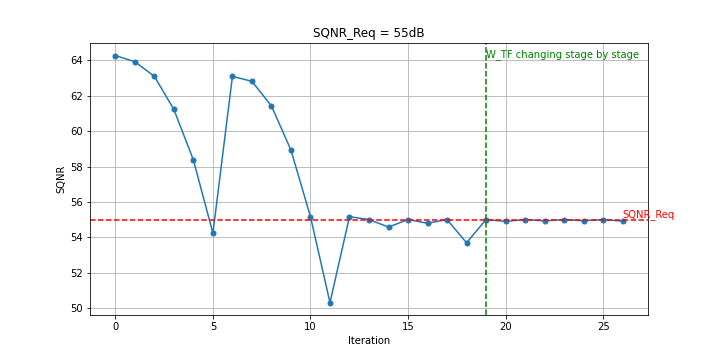 SQNR_Req = 55dB
W_TF changing stage by stage
64
62
60
58
56
54
52
50
SQNR
SQNR_Req
0
5
10
15
20
25
Iteration